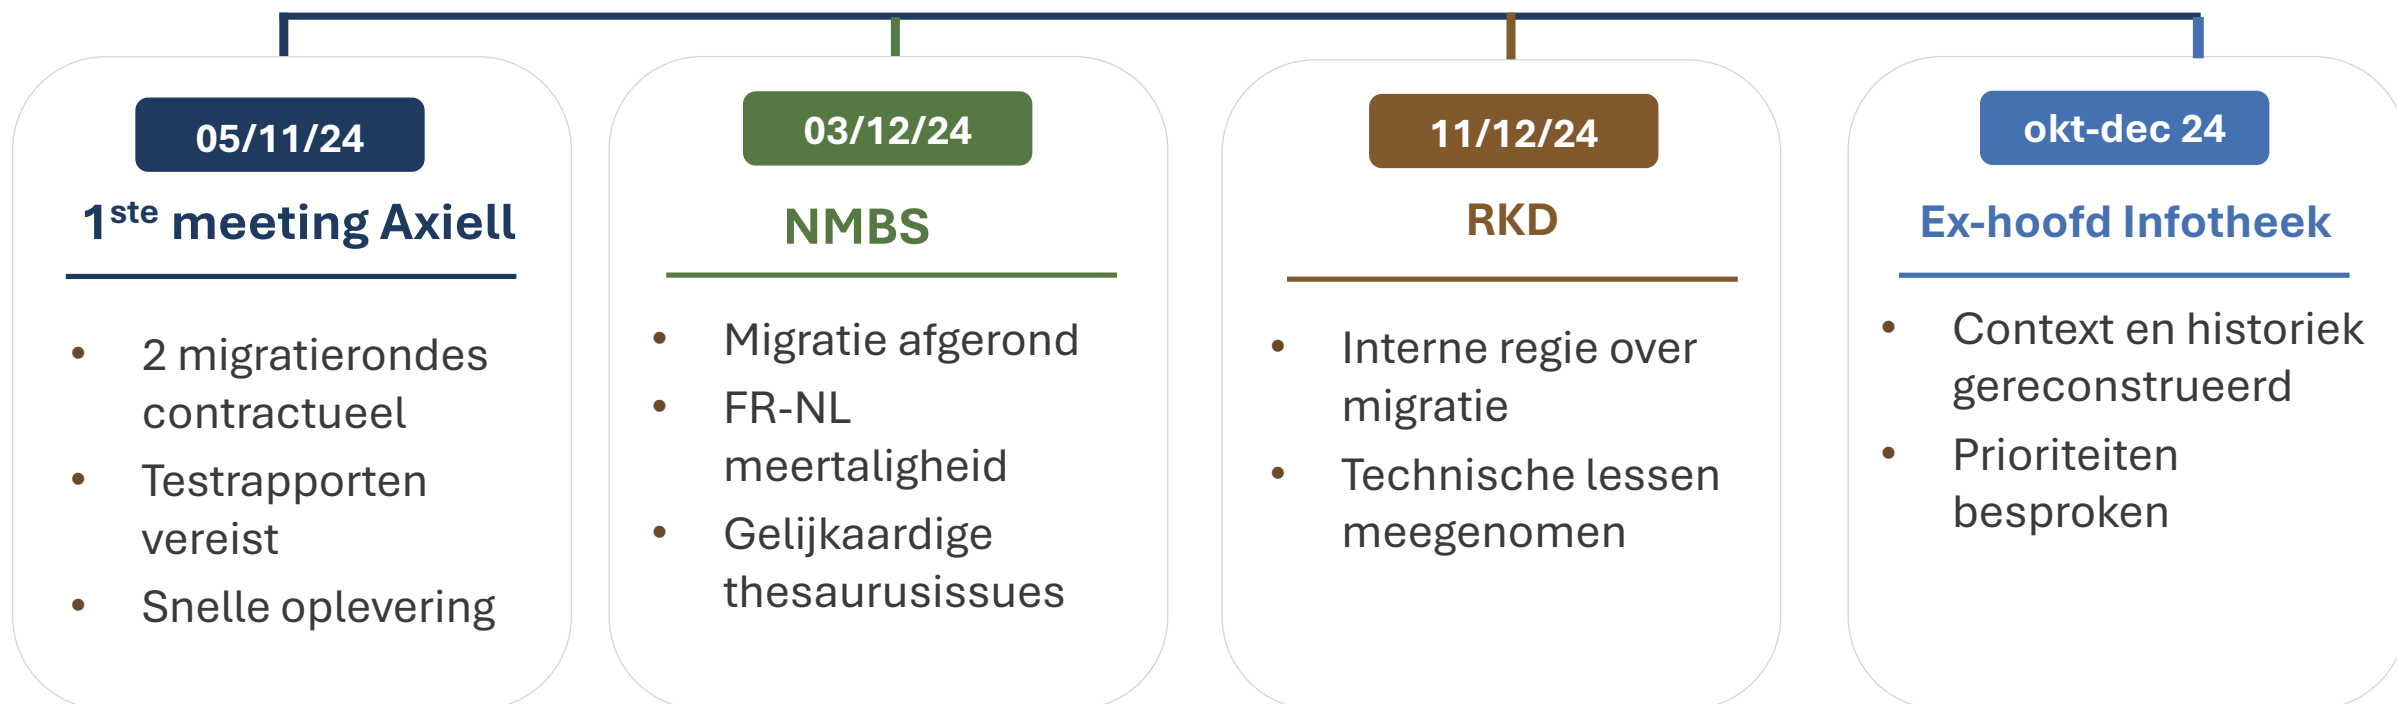 05/11/24
1ste meeting Axiell
• 2 migratierondes
contractueel
• Testrapporten
vereist
• Snelle oplevering
03/12/24
NMBS
• Migratie afgerond
• FR-NL
meertaligheid
• Gelijkaardige
thesaurusissues
11/12/24
RKD
• Interne regie over
migratie
• Technische lessen
meegenomen
okt-dec 24
Ex-hoofd Infotheek
• Context en historiek
gereconstrueerd
• Prioriteiten
besproken